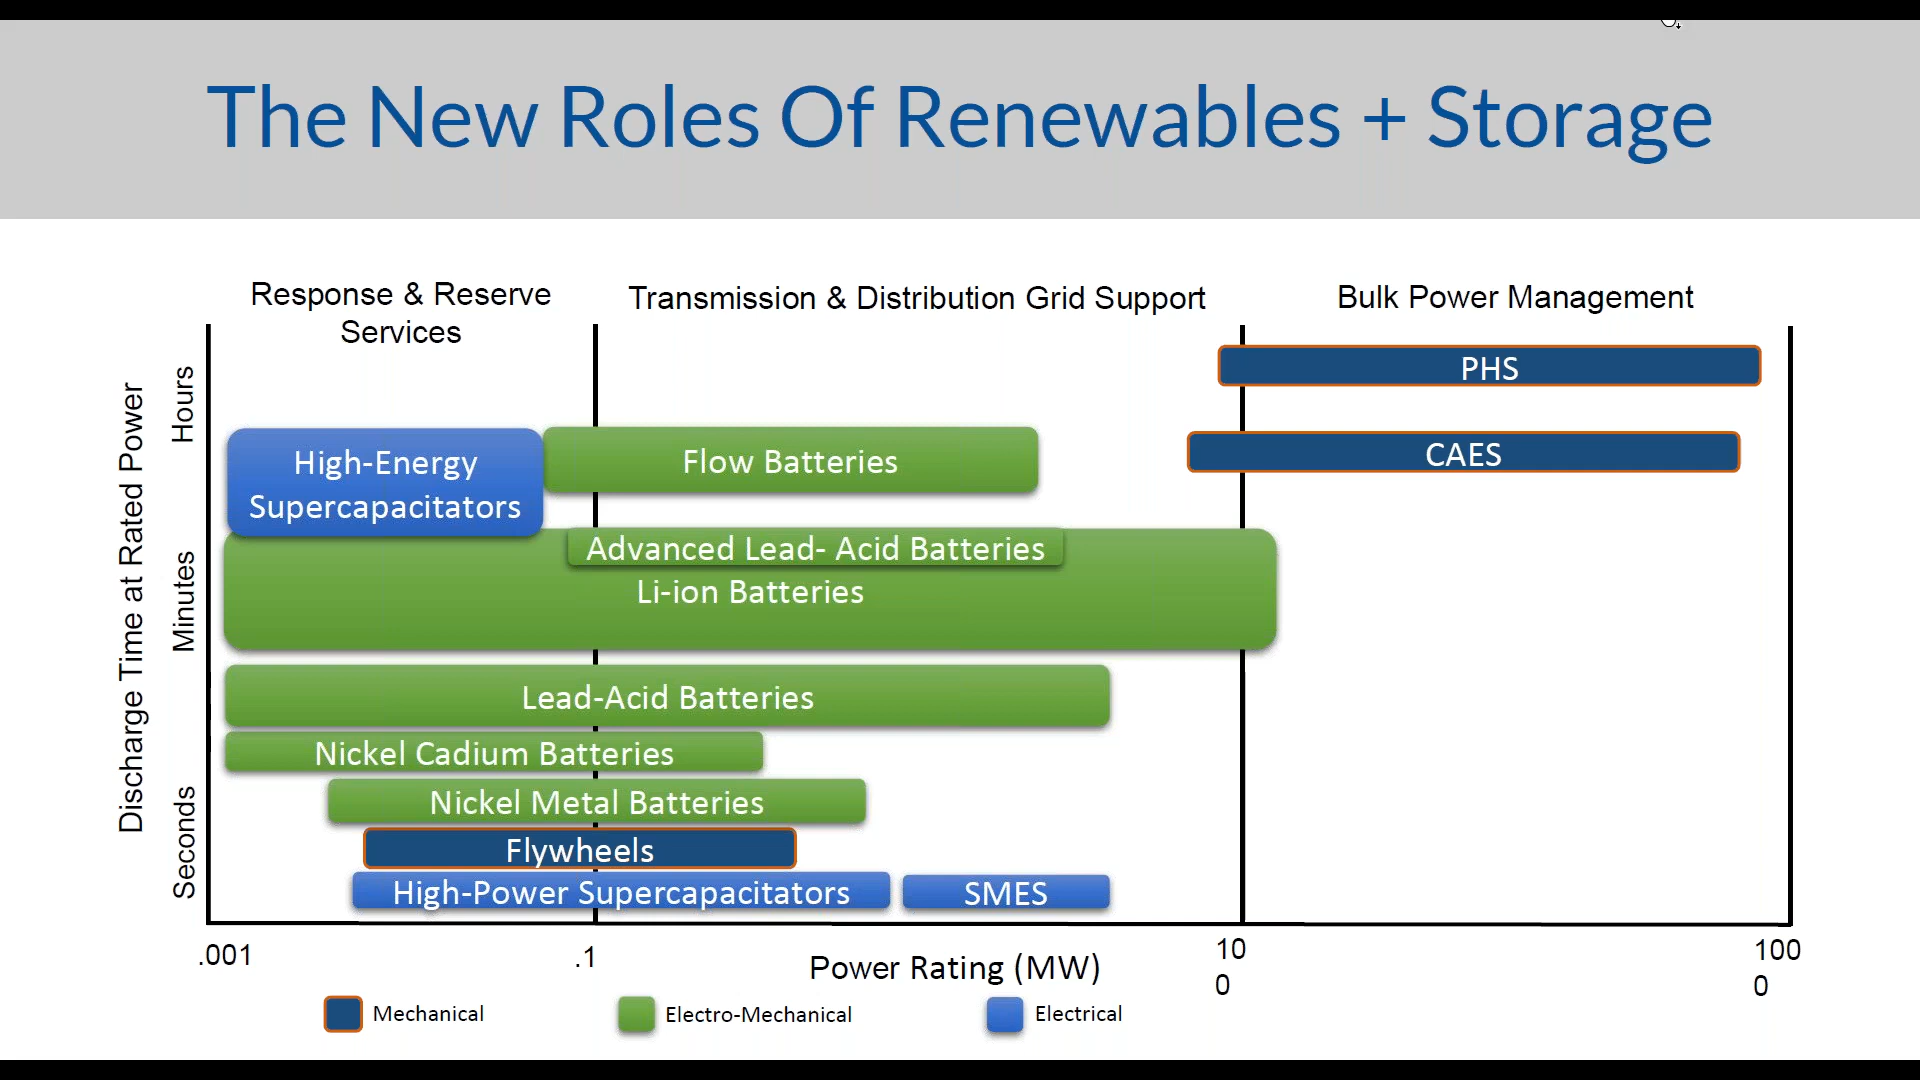 The New Roles Of Renewables + Storage
Response & Reserve
Services
Transmission & Distribution Grid Support
Bulk Power Management
Discharge Time at Rated Power
Hours
Minutes
Seconds
PHS
CAES
High-Energy
Supercapacitators
Flow Batteries
Advanced Lead- Acid Batteries
Li-ion Batteries
Lead-Acid Batteries
Nickel Cadium Batteries
Nickel Metal Batteries
Flywheels
High-Power Supercapacitators
SMES
.001
.1
10
0
100
0
Power Rating (MW)
Mechanical
Electro-Mechanical
Electrical